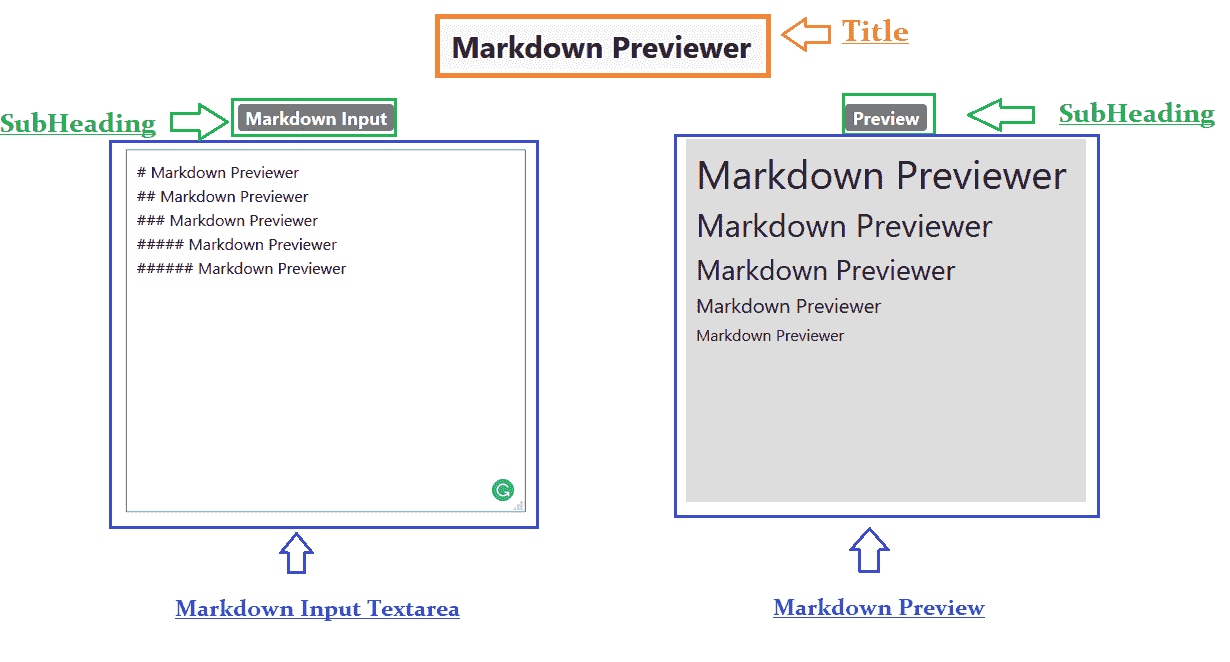 Markdown Previewer
Title
SubHeading
Markdown Input
Preview
SubHeading
# Markdown Previewer
## Markdown Previewer
### Markdown Previewer
##### Markdown Previewer
###### Markdown Previewer
Markdown Previewer
Markdown Previewer
Markdown Previewer
Markdown Previewer
Markdown Previewer
Markdown Input Textarea
Markdown Preview